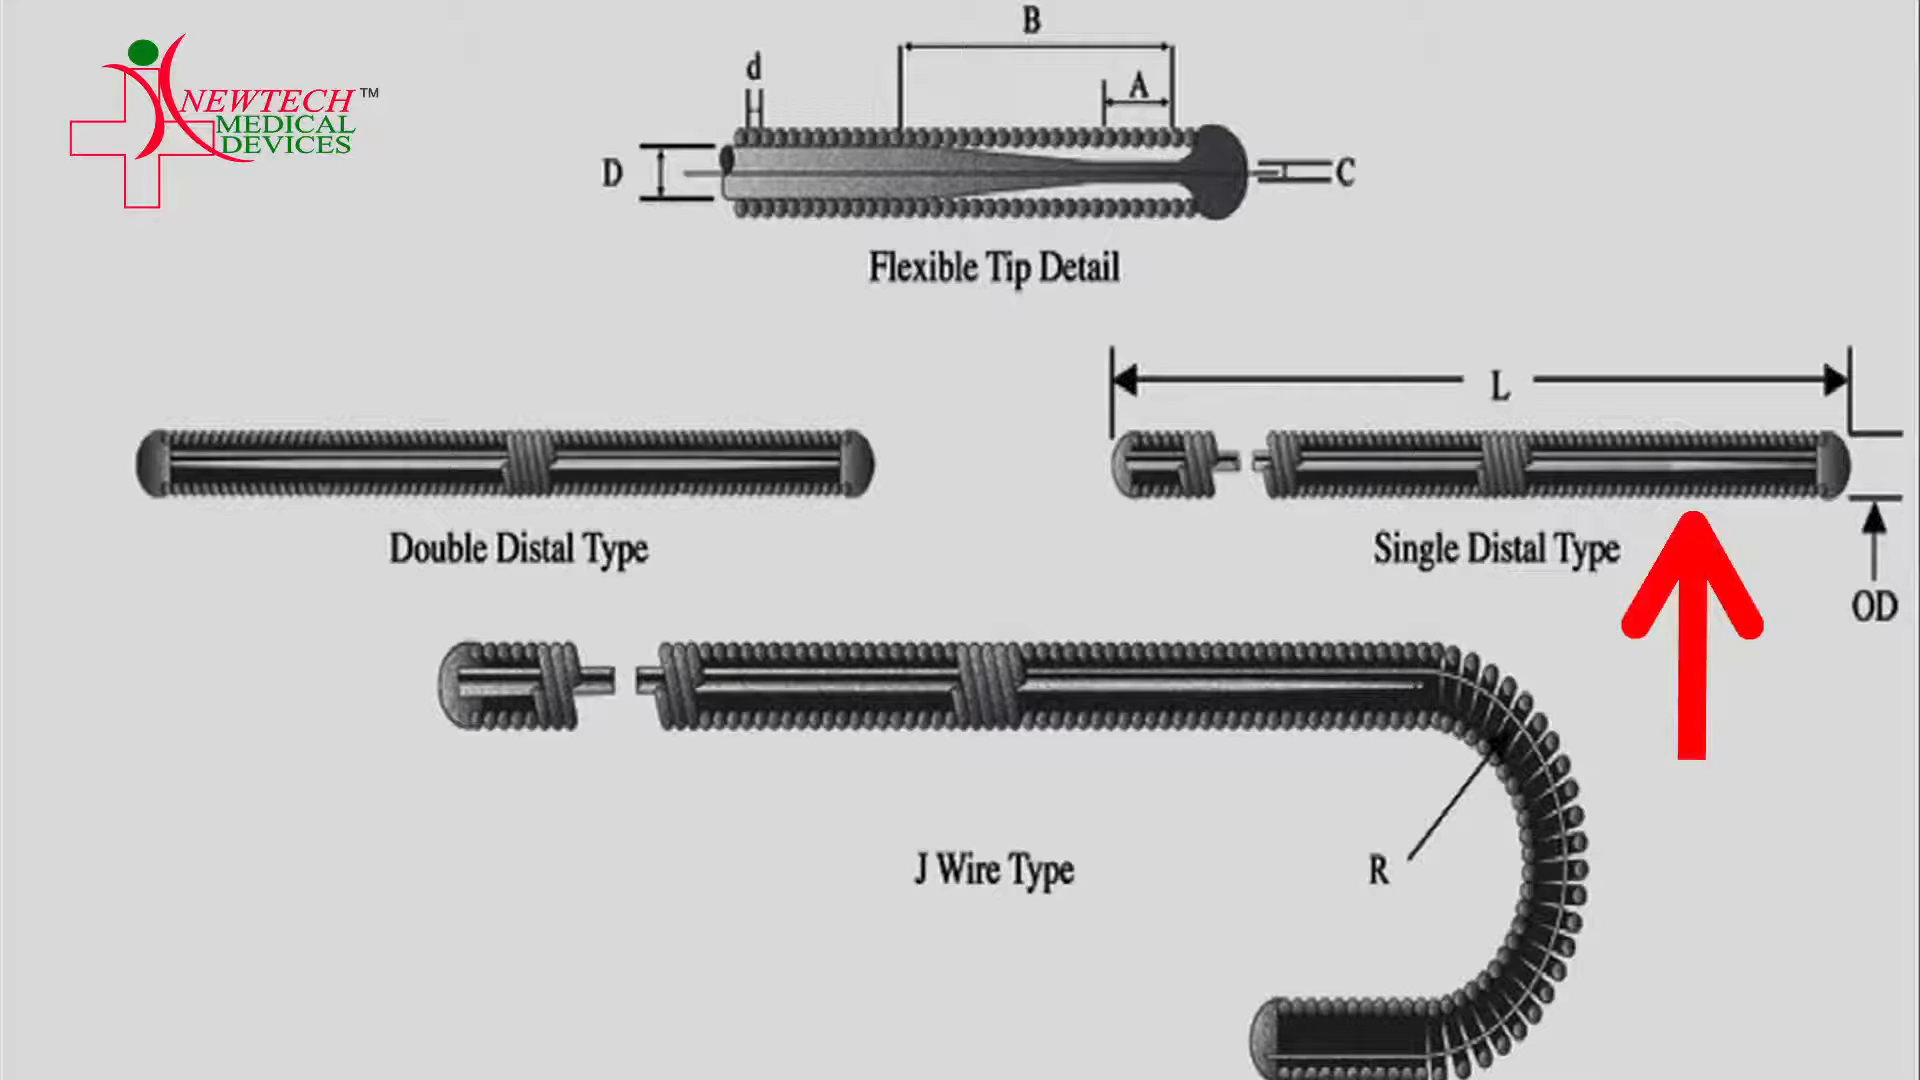 NEWTECH™
MEDICAL
DEVICES
B
d
A
D
C
Flexible Tip Detail
L
Double Distal Type
Single Distal Type
OD
J Wire Type
R